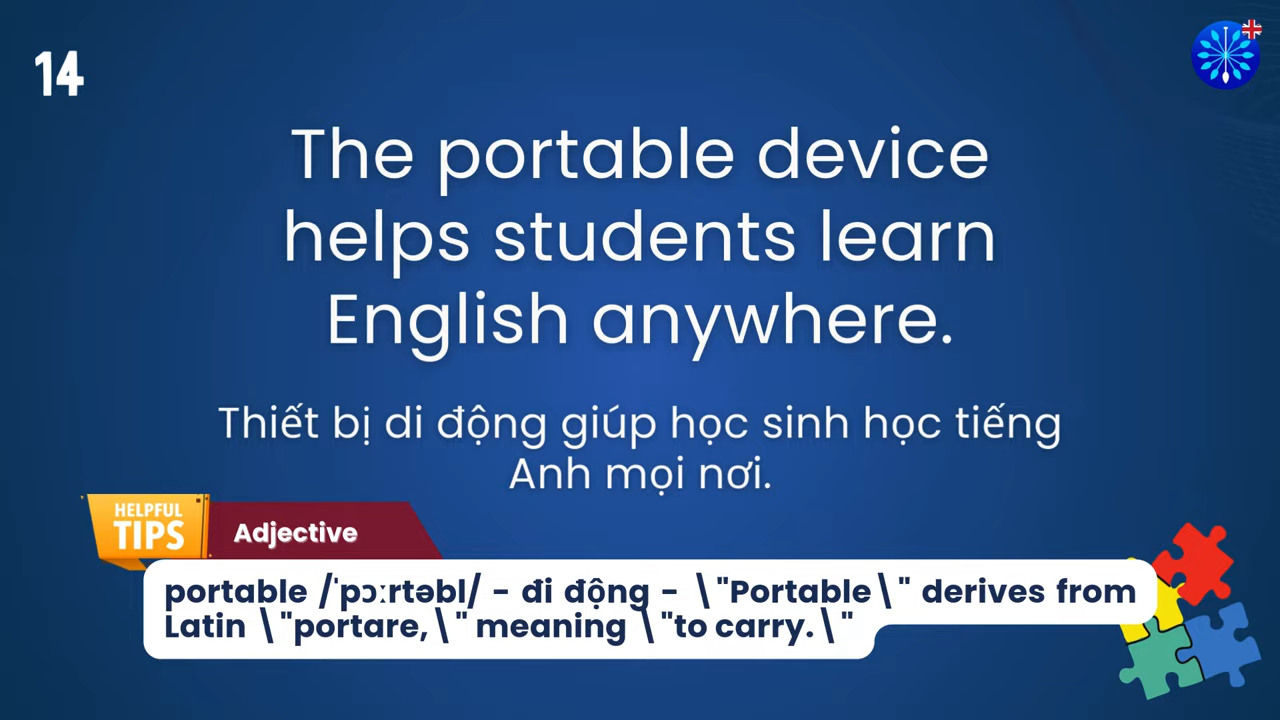 14
The portable device
helps students learn
English anywhere.
Thiết bị di động giúp học sinh học tiếng
Anh mọi nơi.
HELPFUL
TIPS
Adjective
portable /ˈpɔːrtəbl/ - đi động - \"Portable\" derives from
Latin \"portare,\" meaning \"to carry.\"